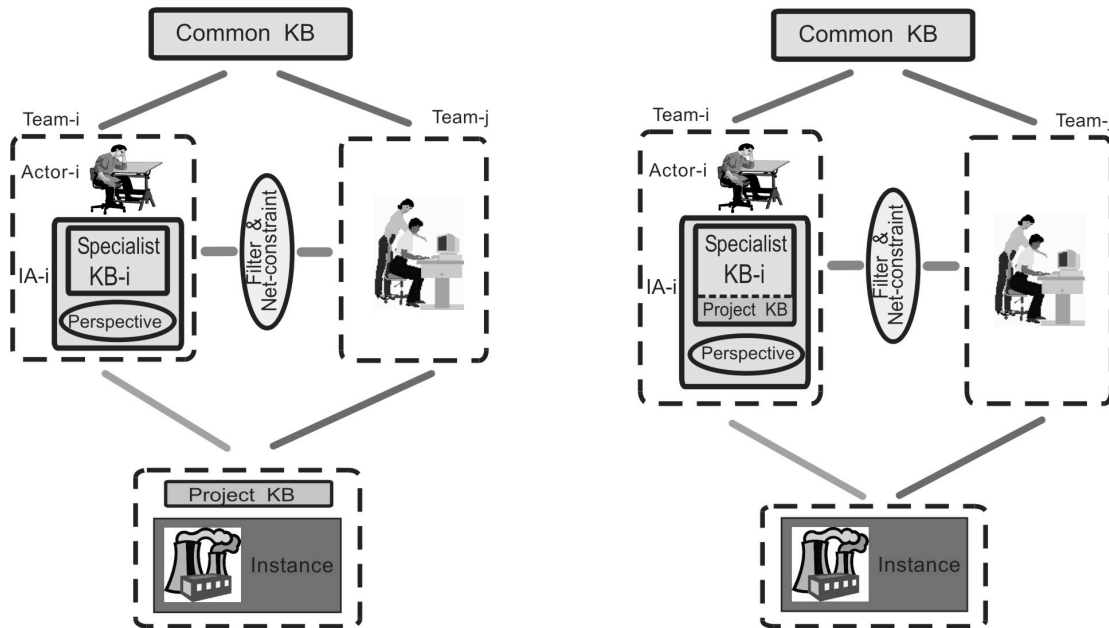 Common KB
Team-i
Team-j
Actor-i
Specialist
KB-i
IA-i
Perspective
Filter &
Net-constraint
Project KB
Instance
Common KB
Team-i
Team-
Actor-i
Specialist
KB-i
IA-i
Project KB
Perspective
Filter &
Net-constraint
Instance